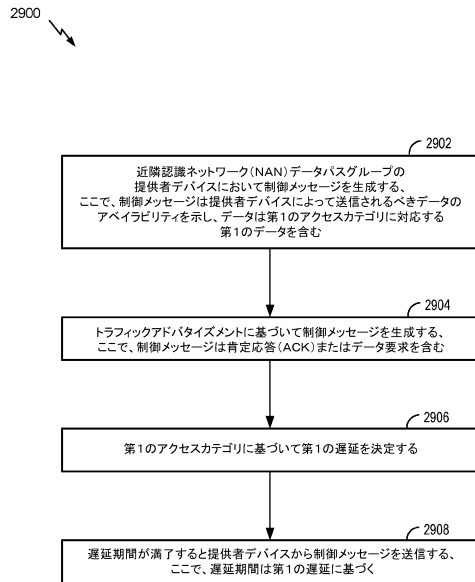 2900
2902
近隣認識ネットワーク(NAN)データパスグループの
提供者デバイスにおいて制御メッセージを生成する、
ここで、制御メッセージは提供者デバイスによって送信されるべきデータの
アベイラビリティを示し、データは第1のアクセスカテゴリに対応する
第1のデータを含む
2904
トラフィックアドバタイズメントに基づいて制御メッセージを生成する、
ここで、制御メッセージは肯定応答(ACK)またはデータ要求を含む
2906
第1のアクセスカテゴリに基づいて第1の遅延を決定する
2908
遅延期間が満了すると提供者デバイスから制御メッセージを送信する、
ここで、遅延期間は第1の遅延に基づく